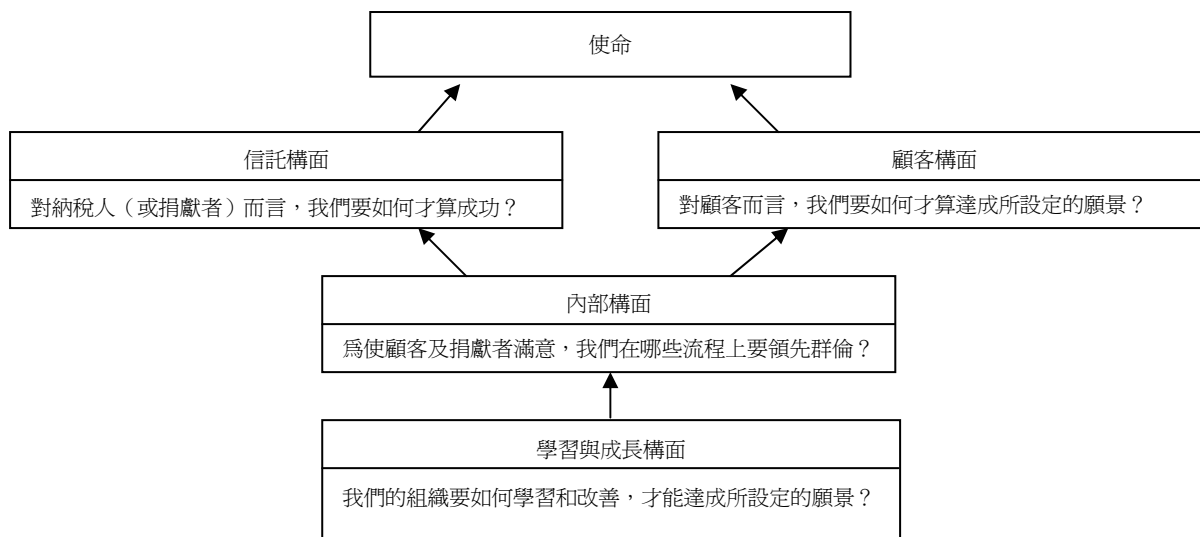 使命
信託構面
對納稅人（或捐獻者）而言，我們要如何才算成功？
顧客構面
對顧客而言，我們要如何才算達成所設定的願景？
內部構面
為使顧客及捐獻者滿意，我們在哪些流程上要領先群倫？
學習與成長構面
我們的組織要如何學習和改善，才能達成所設定的願景？